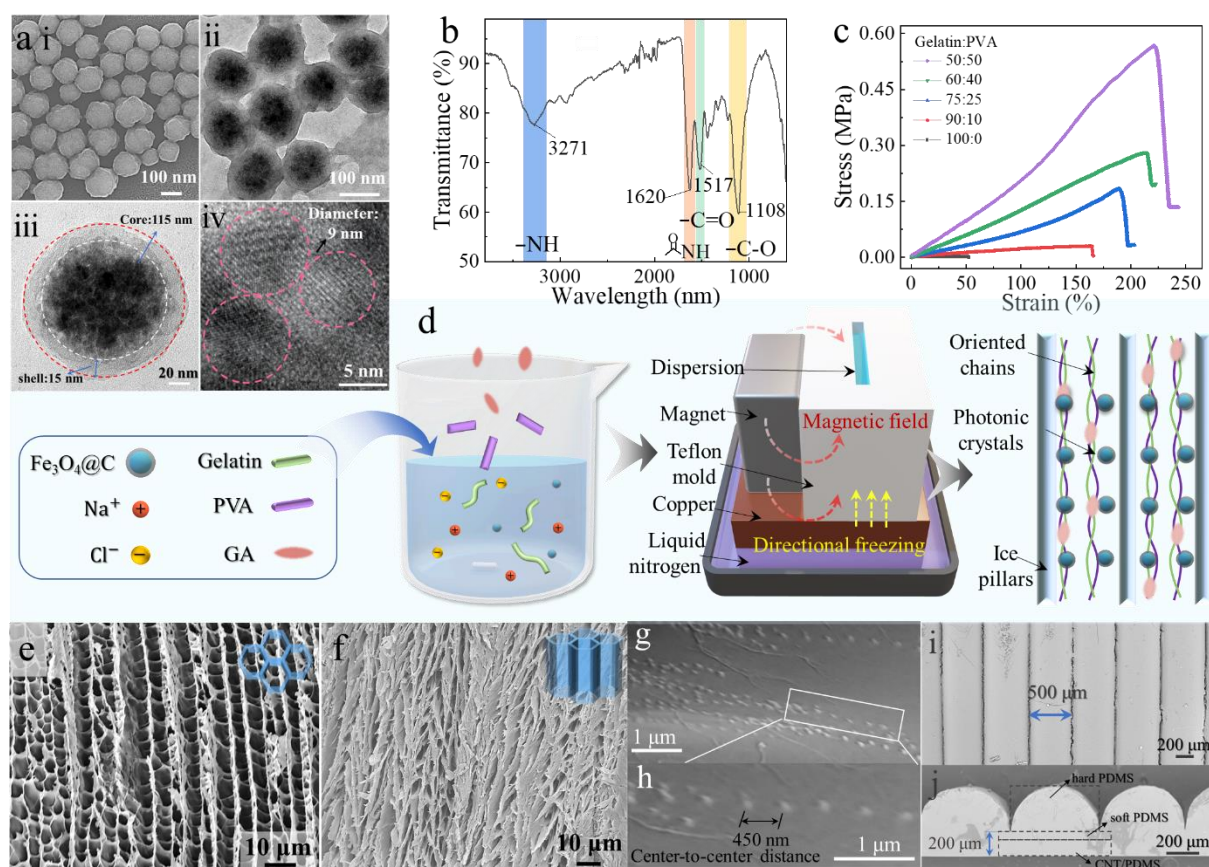 a i
100 nm
ii
100 nm
iii
Core:115 nm
shell:15 nm
20 nm
iv
Diameter:
9 nm
5 nm
b
Transmittance (%)
90
80
70
60
50
3271
1620
1517
1108
−NH
O
NH
−C=O
−C-O
3000
2000
1000
Wavelength (nm)
c
Stress (MPa)
0.60
0.45
0.30
0.15
0.00
Gelatin:PVA
50:50
60:40
75:25
90:10
100:0
0
50
100
150
200
250
Strain (%)
d
Fe₃O₄@C
Gelatin
Na⁺
PVA
Cl⁻
GA
Dispersion
Magnet
Magnetic field
Teflon
mold
Copper
Directional freezing
Liquid
nitrogen
Oriented
chains
Photonic
crystals
Ice
pillars
e
10 μm
f
10 μm
g
1 μm
h
450 nm
Center-to-center distance
1 μm
i
500 μm
200 μm
j
hard PDMS
soft PDMS
200 μm
CNT/PDMS
200 μm